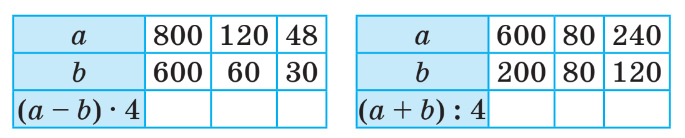 a 800 120 48
b 600 60 30
(a − b) · 4
a 600 80 240
b 200 80 120
(a + b) : 4